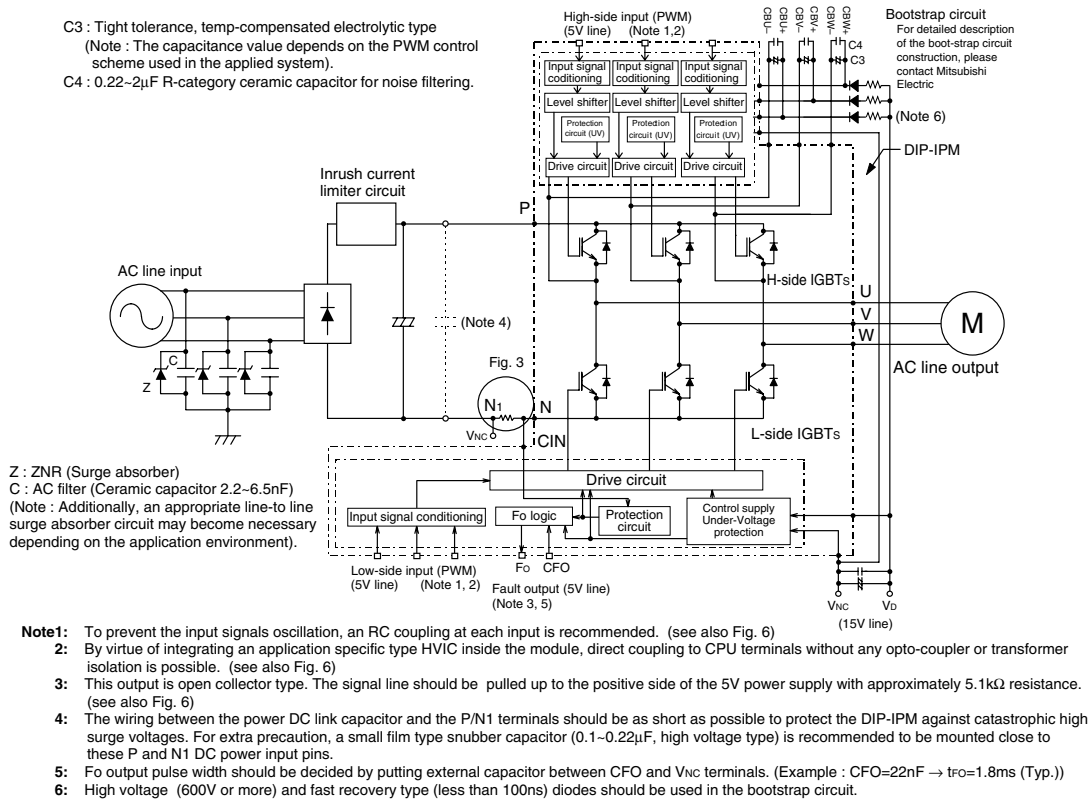 C3 : Tight tolerance, temp-compensated electrolytic type
(Note : The capacitance value depends on the PWM control
scheme used in the applied system).
C4 : 0.22~2μF R-category ceramic capacitor for noise filtering.
High-side input (PWM)
(5V line) (Note 1,2)
CBU–
CBU+
CBV–
CBV+
CBW–
CBW+
C4
C3
Bootstrap circuit
For detailed description
of the boot-strap circuit
construction, please
contact Mitsubishi
Electric
(Note 6)
DIP-IPM
Input signal
coditioning
Input signal
conditioning
Input signal
conditioning
Level shifter
Level shifter
Level shifter
Protection
circuit (UV)
Protection
circuit (UV)
Protection
circuit (UV)
Drive circuit
Drive circuit
Drive circuit
Inrush current
limiter circuit
P
AC line input
H-side IGBTS
U
V
W
M
AC line output
(Note 4)
C
Z
Fig. 3
N1
N
VNC
CIN
L-side IGBTS
Z : ZNR (Surge absorber)
C : AC filter (Ceramic capacitor 2.2~6.5nF)
(Note : Additionally, an appropriate line-to line
surge absorber circuit may become necessary
depending on the application environment).
Drive circuit
Input signal conditioning
Fo logic
Protection
circuit
Control supply
Under-Voltage
protection
Low-side input (PWM)
(5V line) (Note 1, 2)
FO CFO
Fault output (5V line)
(Note 3, 5)
VNC VD
(15V line)
Note1: To prevent the input signals oscillation, an RC coupling at each input is recommended. (see also Fig. 6)
2: By virtue of integrating an application specific type HVIC inside the module, direct coupling to CPU terminals without any opto-coupler or transformer
isolation is possible. (see also Fig. 6)
3: This output is open collector type. The signal line should be pulled up to the positive side of the 5V power supply with approximately 5.1kΩ resistance.
(see also Fig. 6)
4: The wiring between the power DC link capacitor and the P/N1 terminals should be as short as possible to protect the DIP-IPM against catastrophic high
surge voltages. For extra precaution, a small film type snubber capacitor (0.1~0.22μF, high voltage type) is recommended to be mounted close to
these P and N1 DC power input pins.
5: Fo output pulse width should be decided by putting external capacitor between CFO and VNC terminals. (Example : CFO=22nF → tFO=1.8ms (Typ.))
6: High voltage (600V or more) and fast recovery type (less than 100ns) diodes should be used in the bootstrap circuit.